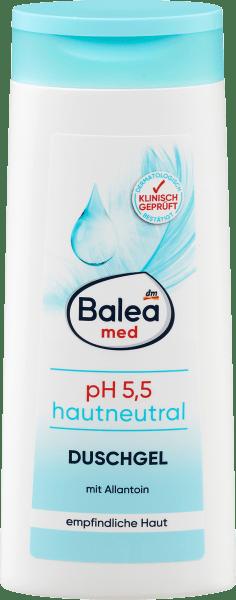 DERMATOLOGISCH
KLINISCH
GEPRÜFT
BESTÄTIGT
dm
Balea
med
pH 5,5
hautneutral
DUSCHGEL
mit Allantoin
empfindliche Haut